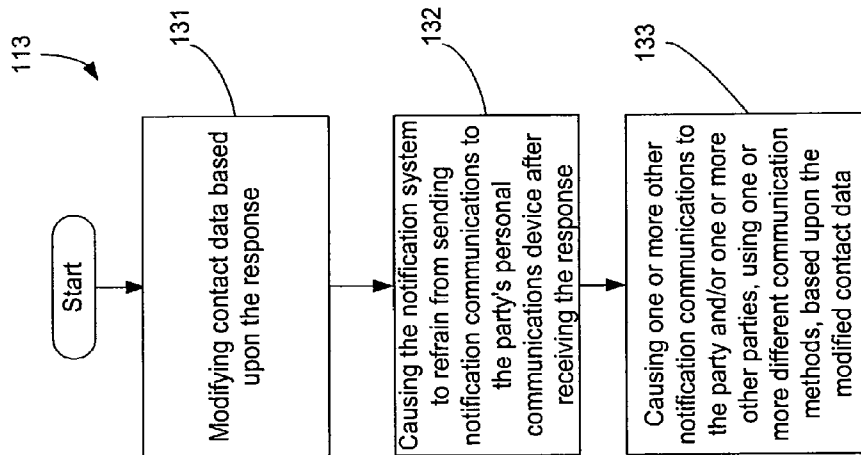 113
Start
131
Modifying contact data based
upon the response
132
Causing the notification system
to refrain from sending
notification communications to
the party's personal
communications device after
receiving the response
133
Causing one or more other
notification communications to
the party and/or one or more
other parties, using one or
more different communication
methods, based upon the
modified contact data